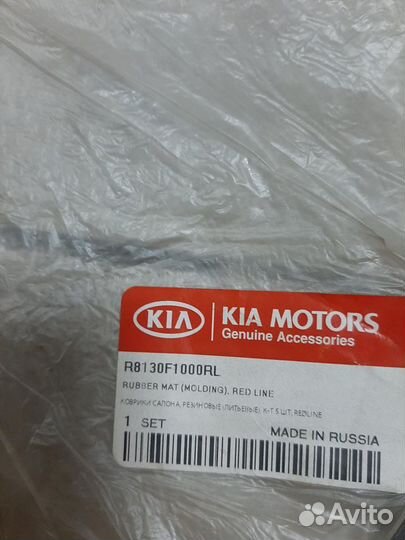 KIA
KIA MOTORS
Genuine Accessories
R8130F1000RL
RUBBER MAT (MOLDING), RED LINE
КОВРИКИ САЛОНА, РЕЗИНОВЫЕ (ЛИТЬЕВЫЕ), К-Т 5 ШТ, REDLINE
1 SET
MADE IN RUSSIA
Avito